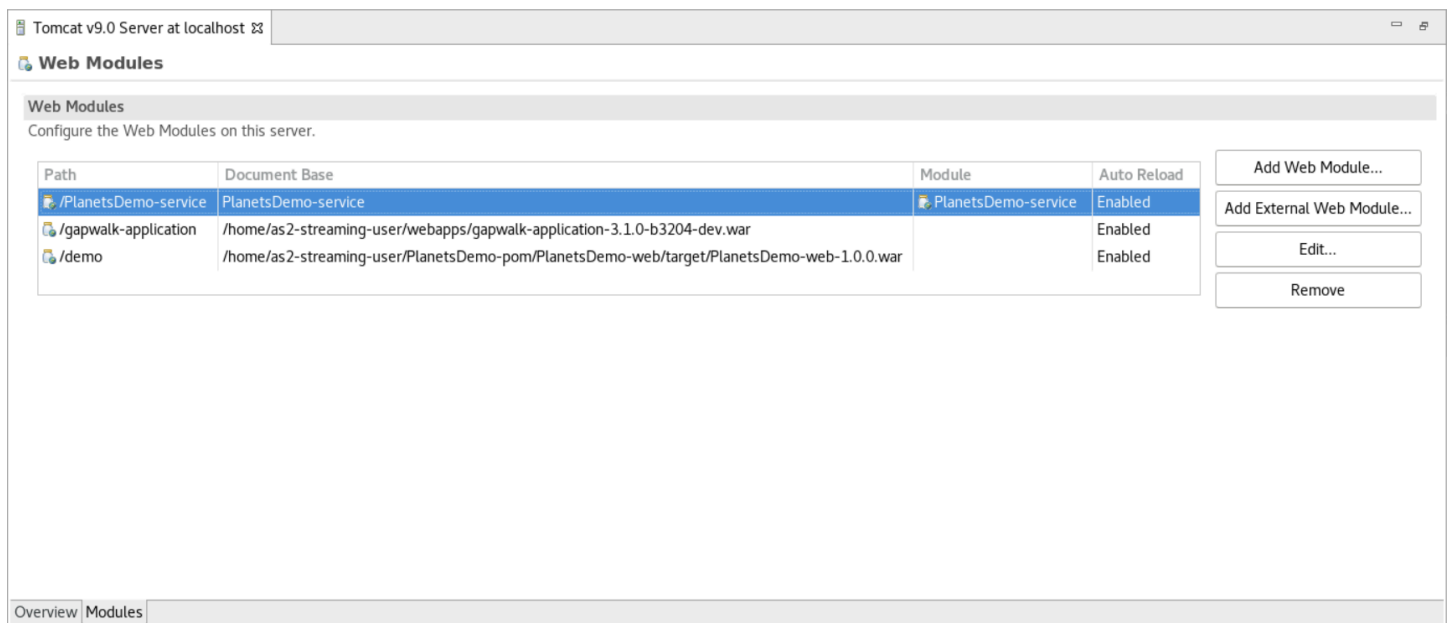 Tomcat v9.0 Server at localhost
Web Modules
Web Modules
Configure the Web Modules on this server.
Path Document Base Module Auto Reload
/PlanetsDemo-service PlanetsDemo-service PlanetsDemo-service Enabled
/gapwalk-application /home/as2-streaming-user/webapps/gapwalk-application-3.1.0-b3204-dev.war Enabled
/demo /home/as2-streaming-user/PlanetsDemo-pom/PlanetsDemo-web/target/PlanetsDemo-web-1.0.0.war Enabled
Add Web Module...
Add External Web Module...
Edit...
Remove
Overview Modules